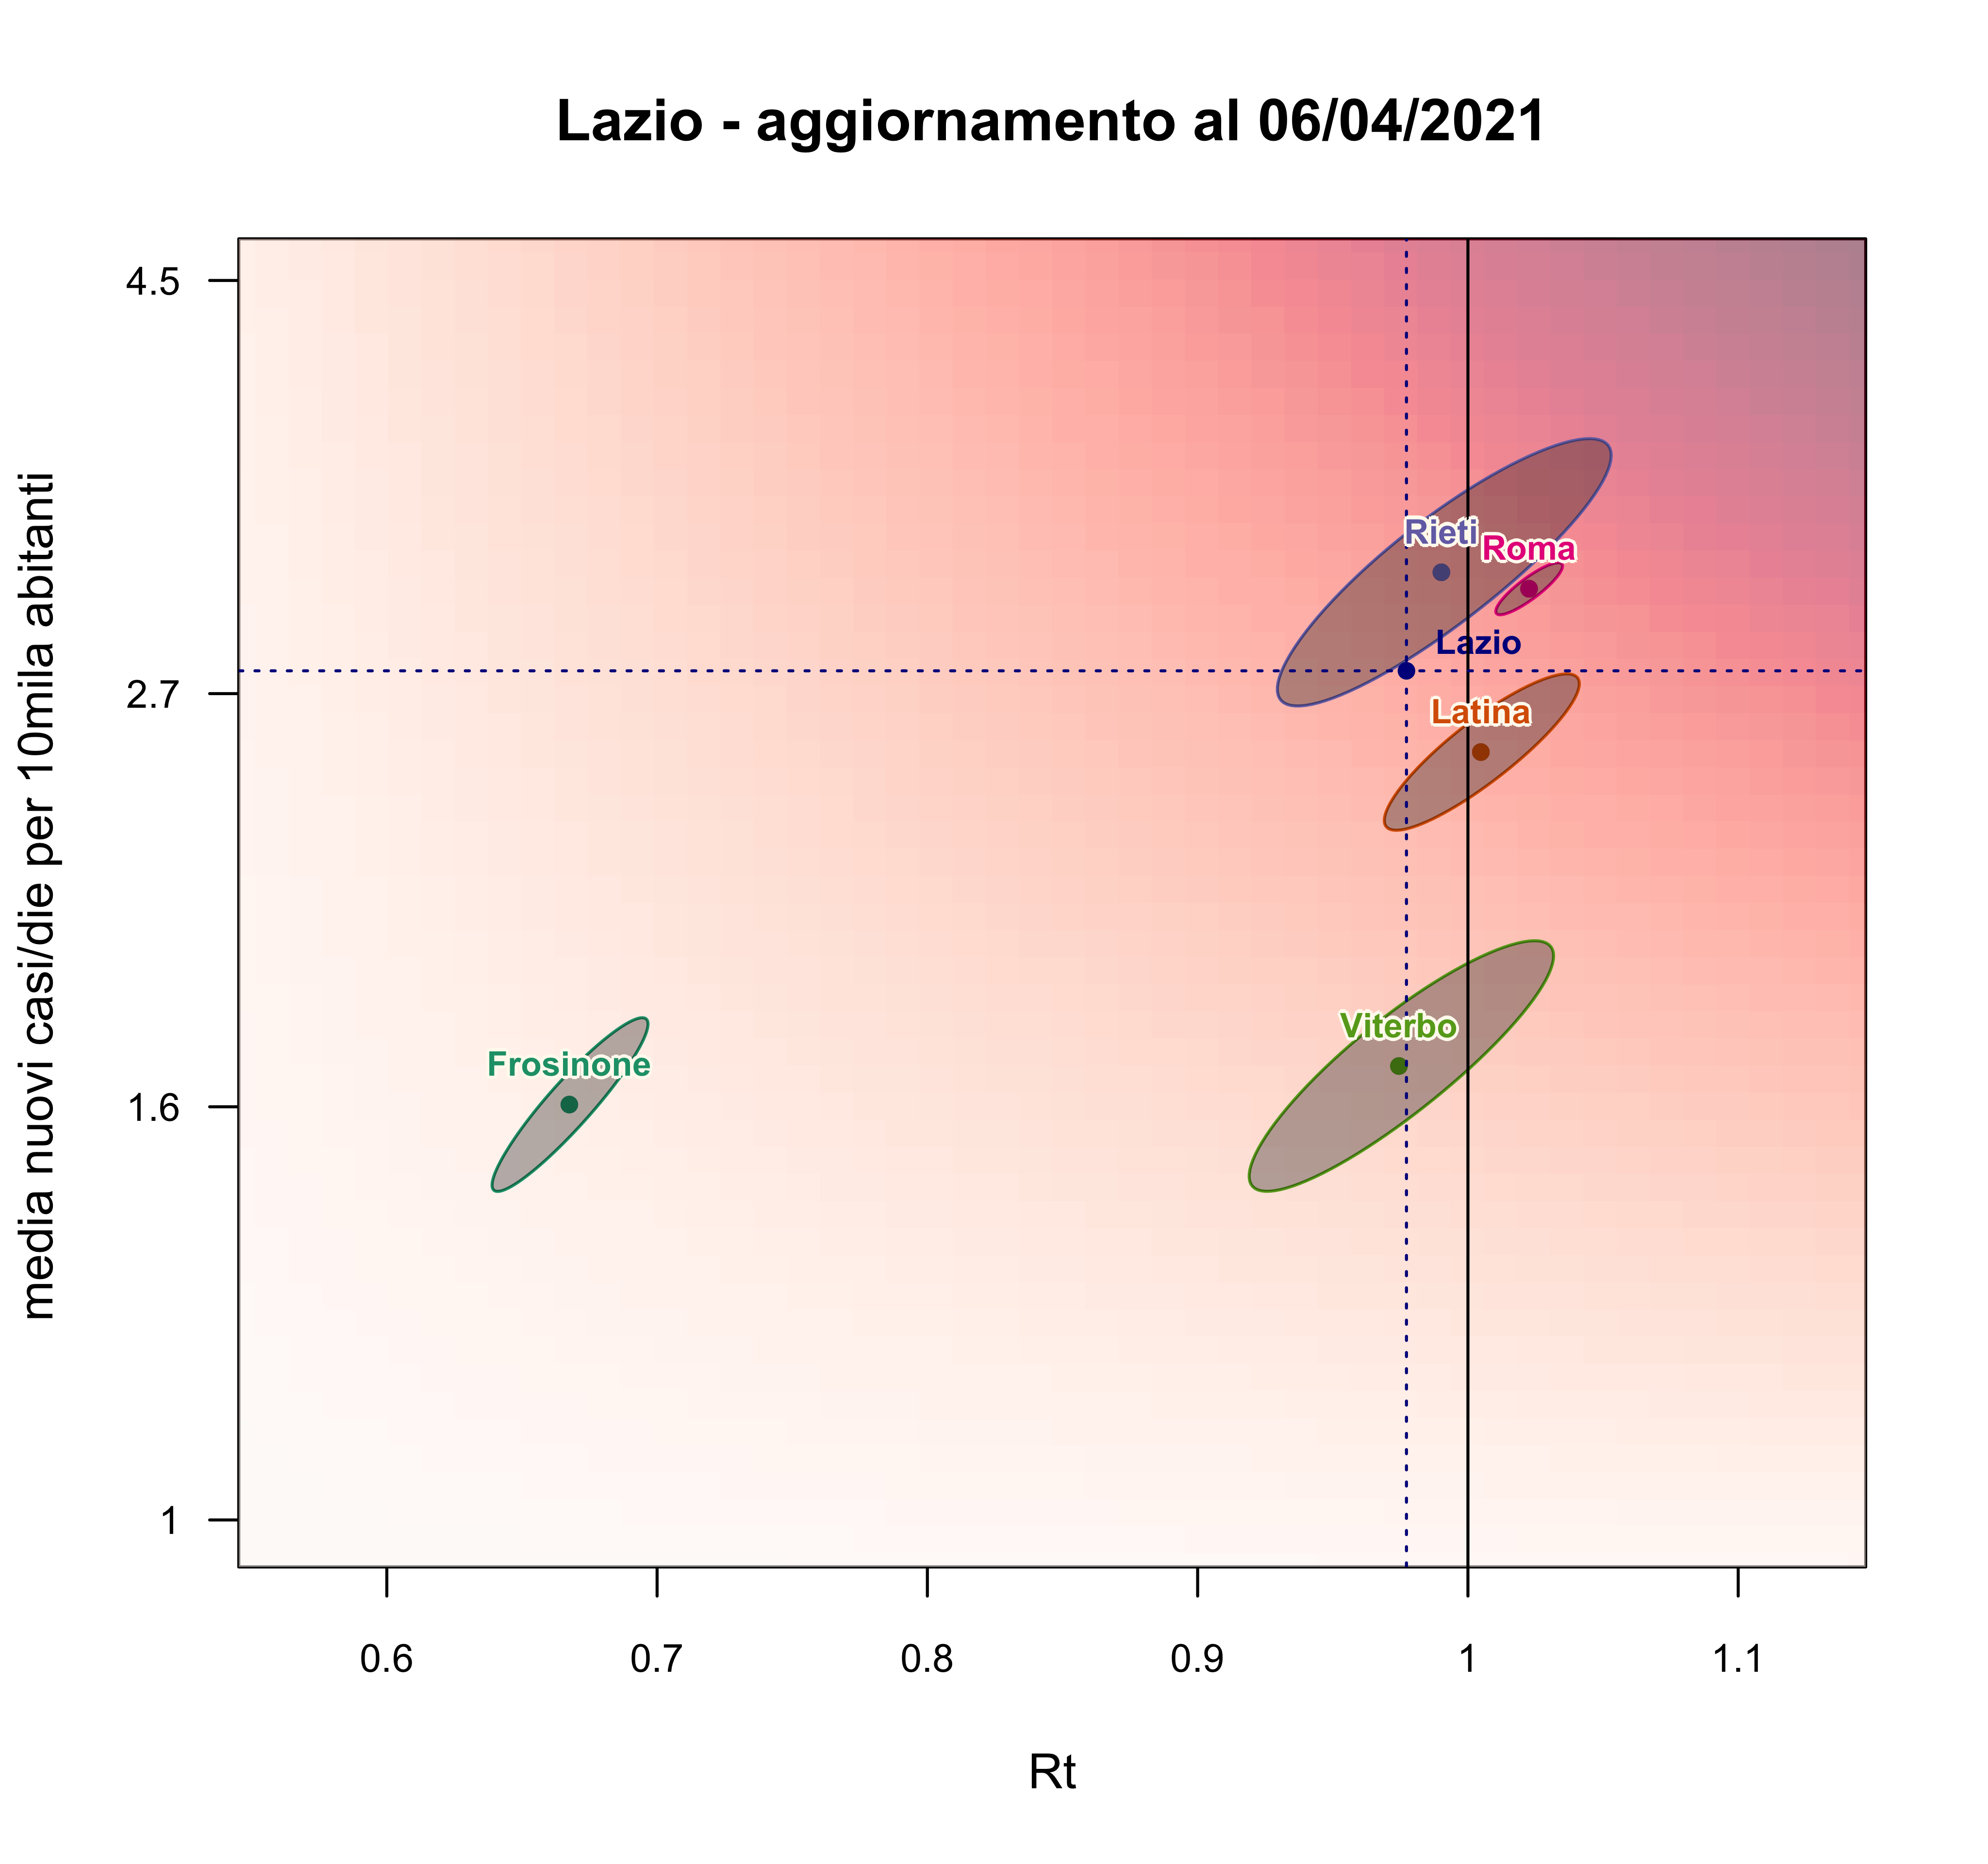 Lazio - aggiornamento al 06/04/2021
media nuovi casi/die per 10mila abitanti
4.5
2.7
1.6
1
Rieti
Roma
Lazio
Latina
Viterbo
Frosinone
0.6 0.7 0.8 0.9 1 1.1
Rt